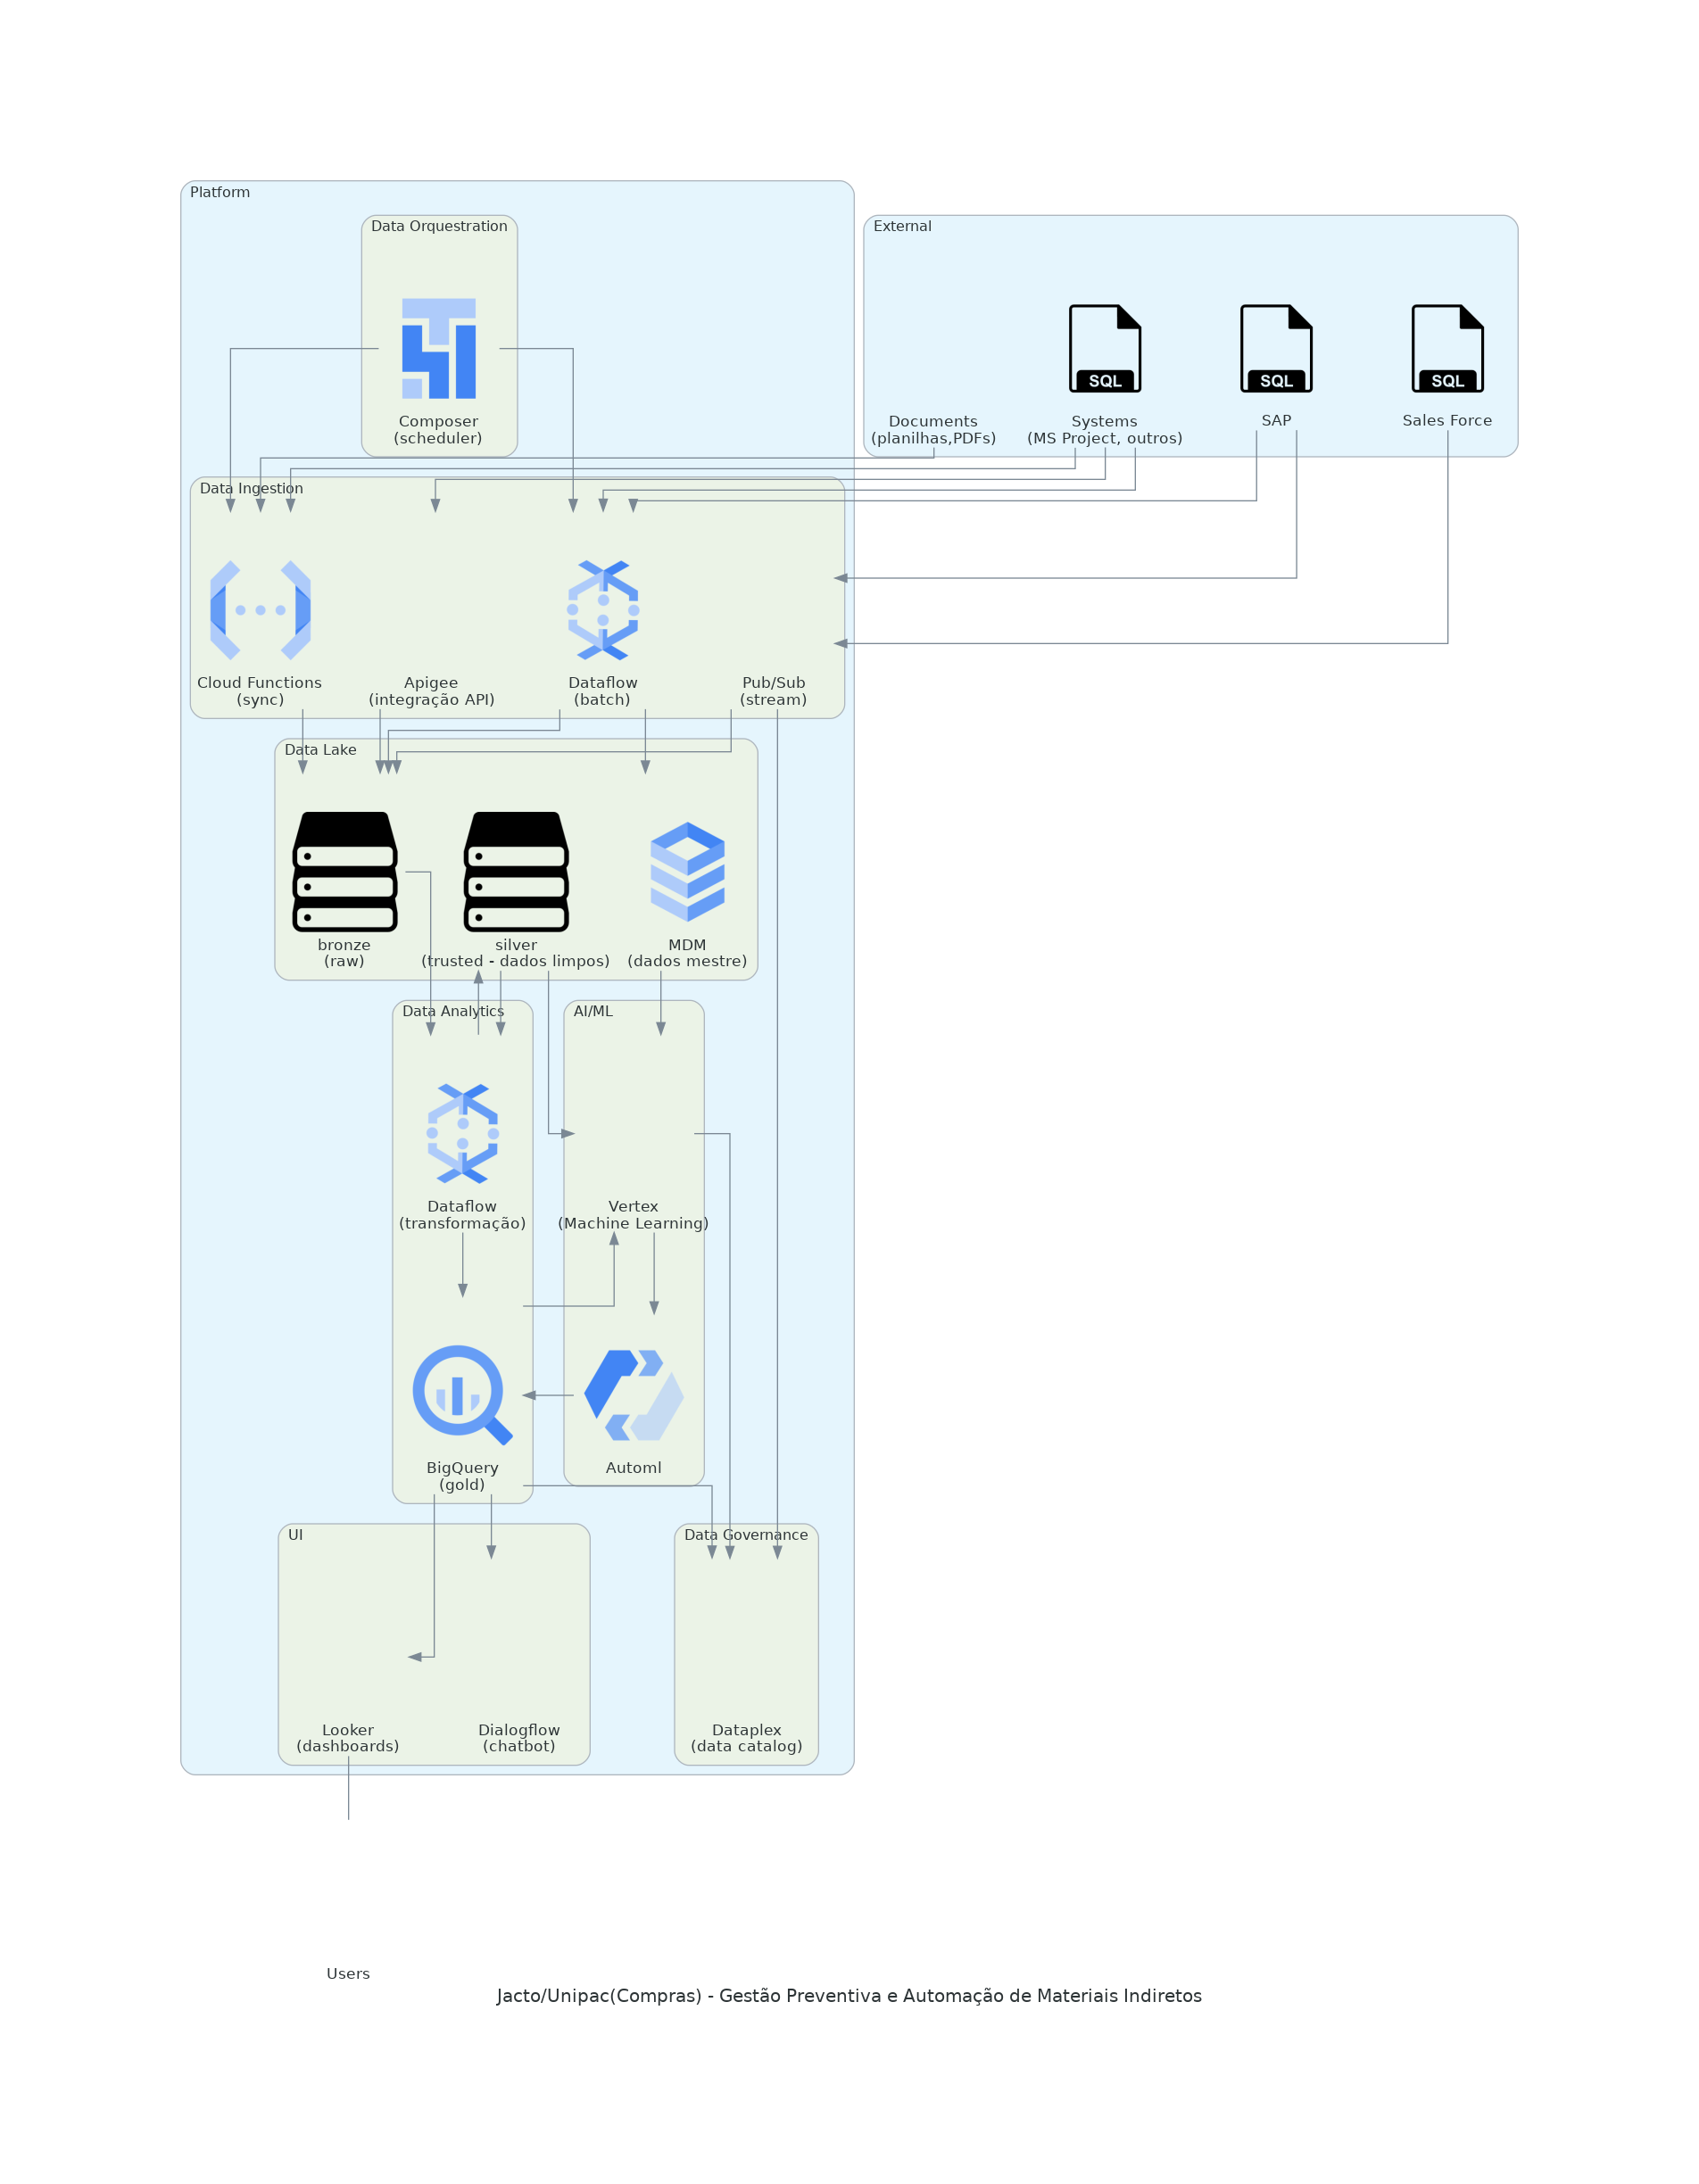 Platform
Data Orquestration
Composer
(scheduler)
External
Documents
(planilhas,PDFs)
SQL
Systems
(MS Project, outros)
SQL
SAP
SQL
Sales Force
Data Ingestion
Cloud Functions
(sync)
Apigee
(integração API)
Dataflow
(batch)
Pub/Sub
(stream)
Data Lake
bronze
(raw)
silver
(trusted - dados limpos)
MDM
(dados mestre)
Data Analytics
Dataflow
(transformação)
BigQuery
(gold)
AI/ML
Vertex
(Machine Learning)
Automl
UI
Looker
(dashboards)
Dialogflow
(chatbot)
Data Governance
Dataplex
(data catalog)
Users
Jacto/Unipac(Compras) - Gestão Preventiva e Automação de Materiais Indiretos